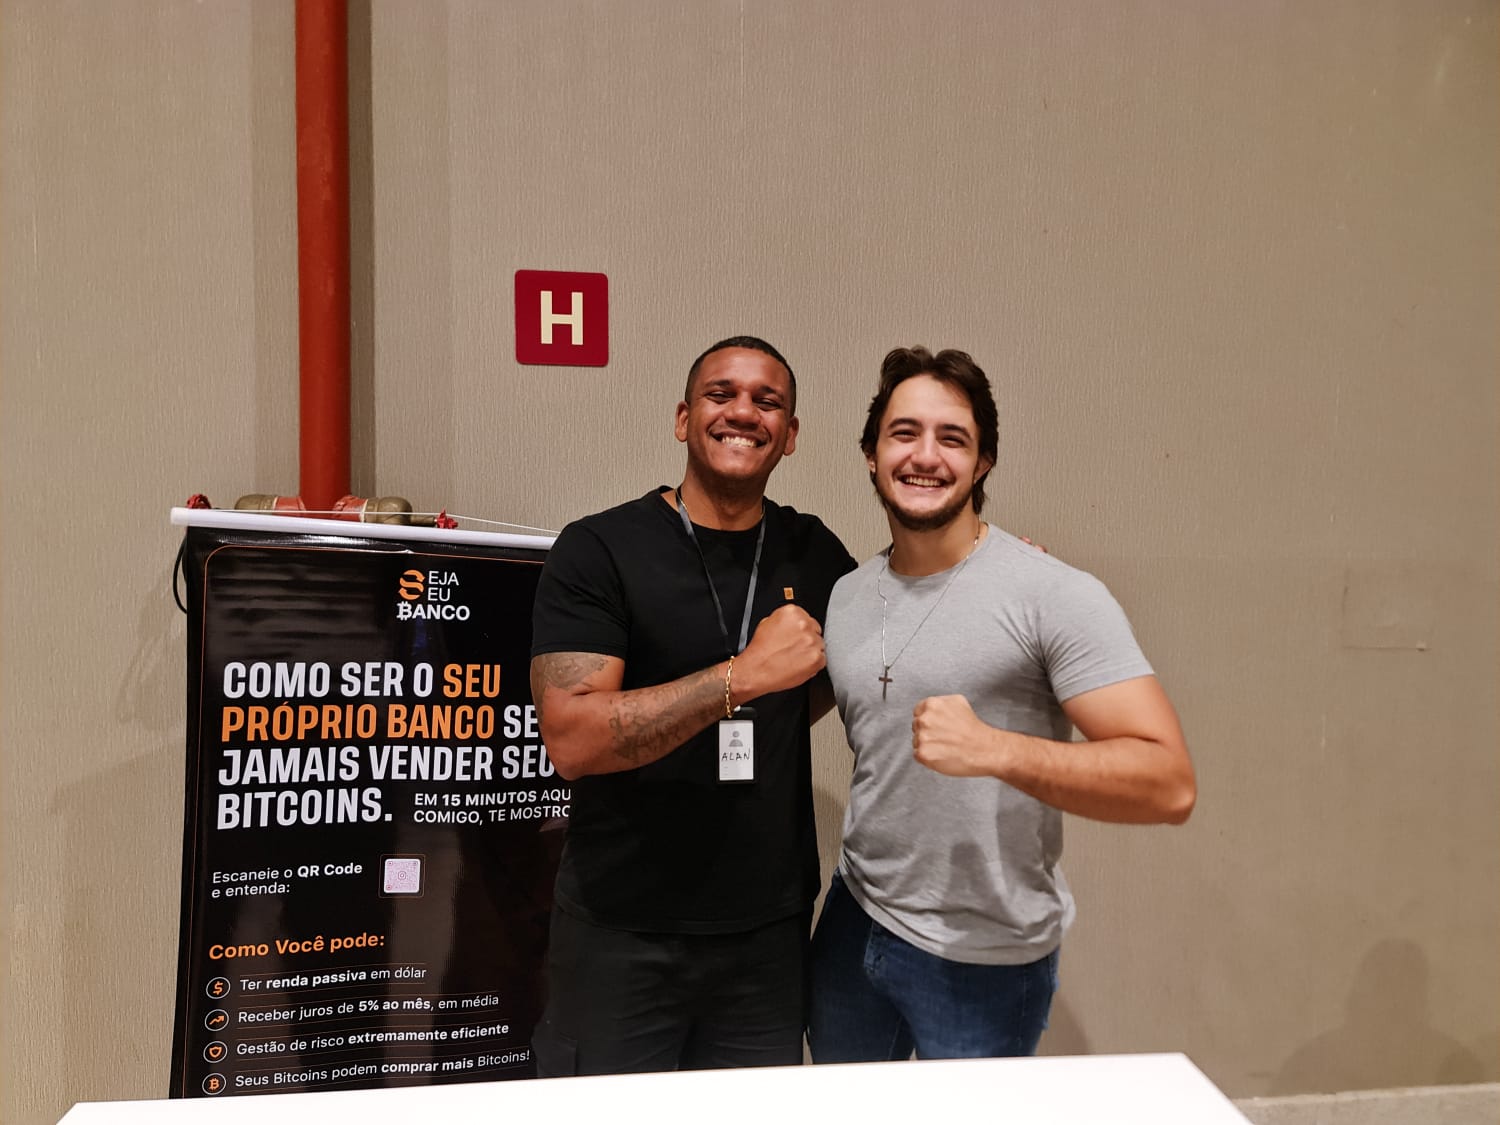 H
SEJA
SEU
BANCO
COMO SER O SEU
PRÓPRIO BANCO SE
JAMAIS VENDER SEU
BITCOINS.
EM 15 MINUTOS AQU
COMIGO, TE MOSTRO
Escaneie o QR Code
e entenda:
Como Você pode:
Ter renda passiva em dólar
Receber juros de 5% ao mês, em média
Gestão de risco extremamente eficiente
Seus Bitcoins podem comprar mais Bitcoins!
ALAN